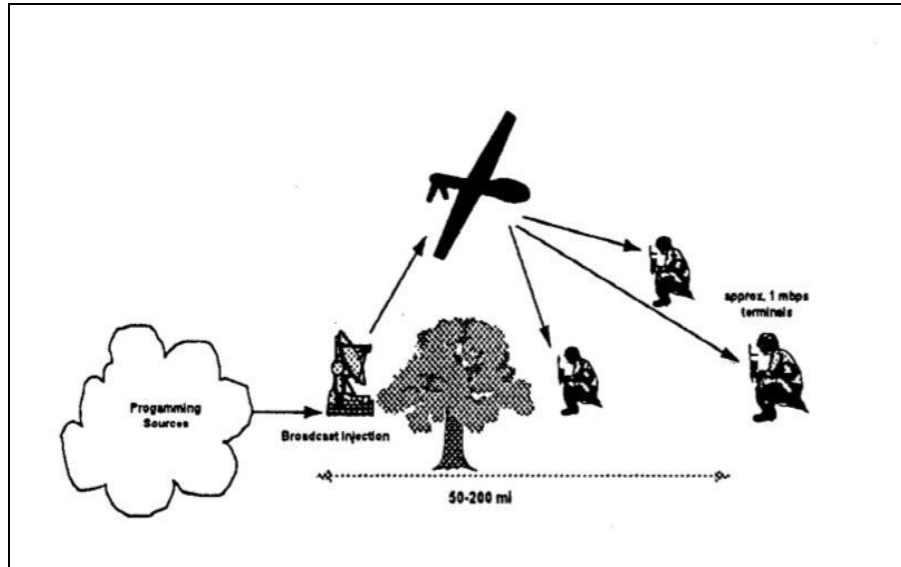 approx. 1 mbps
terminals
Progamming
Sources
Broadcast Injection
50-200 mi